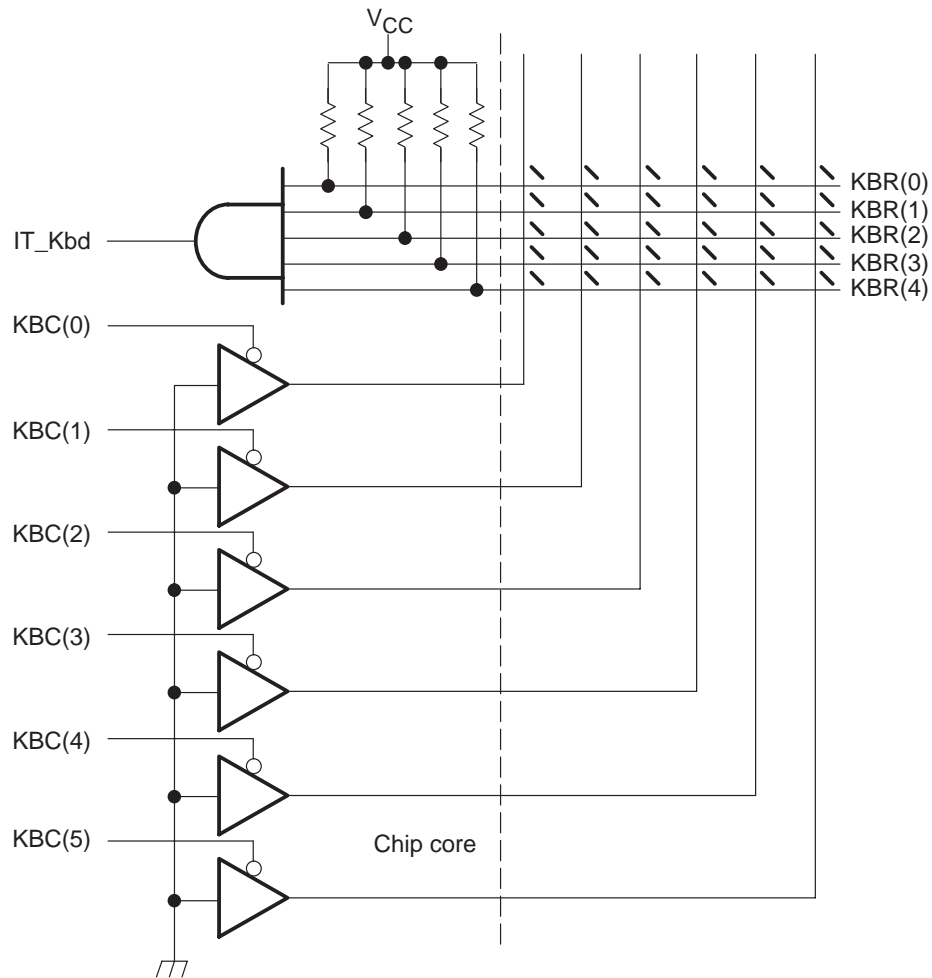 VCC
KBR(0)
KBR(1)
IT_Kbd
KBR(2)
KBR(3)
KBR(4)
KBC(0)
KBC(1)
KBC(2)
KBC(3)
KBC(4)
KBC(5)
Chip core